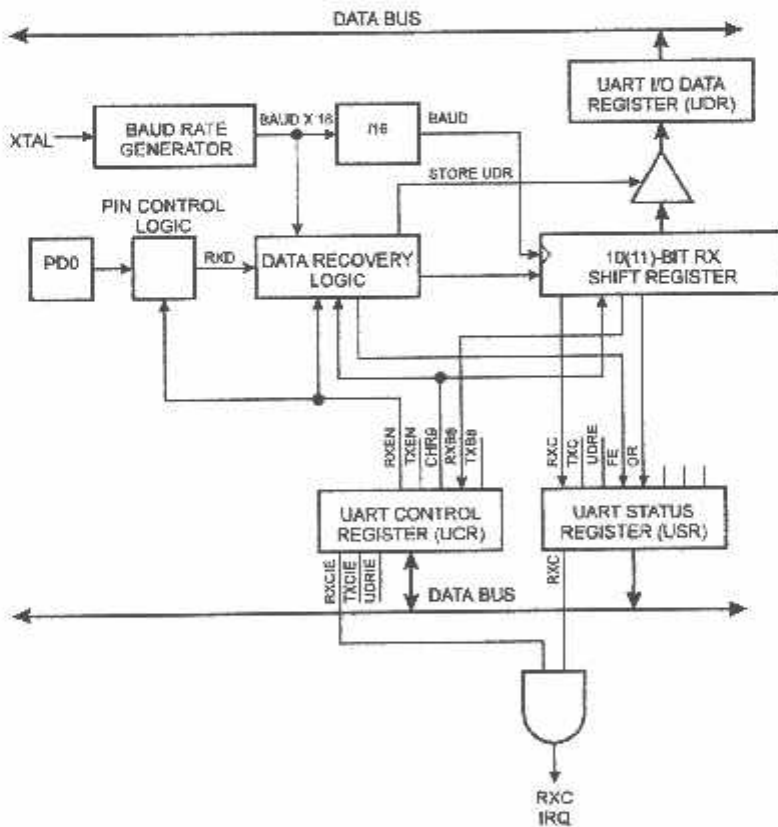 DATA BUS
UART I/O DATA
REGISTER (UDR)
XTAL
BAUD RATE
GENERATOR
BAUD X 16
/16
BAUD
STORE UDR
PIN CONTROL
LOGIC
PD0
RXD
DATA RECOVERY
LOGIC
10(11)-BIT RX
SHIFT REGISTER
RXEN
TXEN
CHR9
RXB8
TXB8
RXC
TXC
UDRE
FE
OR
UART CONTROL
REGISTER (UCR)
UART STATUS
REGISTER (USR)
RXCIE
TXCIE
UDRIE
RXC
DATA BUS
RXC
IRQ